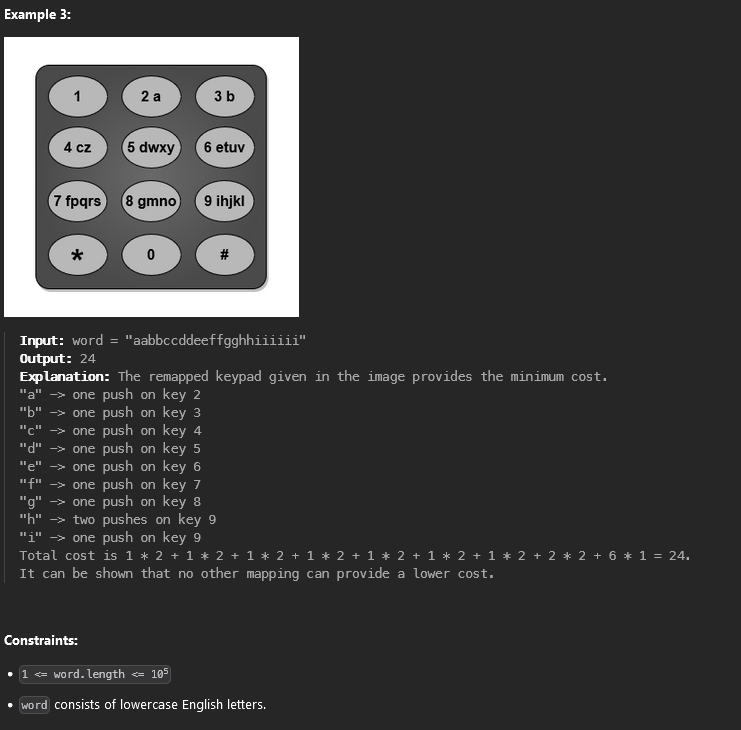 Example 3:
1 2 a 3 b
4 cz 5 dwxy 6 etuv
7 fpqrs 8 gmno 9 ihjkl
* 0 #
Input: word = "aabbccddeeffgghhiiiiii"
Output: 24
Explanation: The remapped keypad given in the image provides the minimum cost.
"a" -> one push on key 2
"b" -> one push on key 3
"c" -> one push on key 4
"d" -> one push on key 5
"e" -> one push on key 6
"f" -> one push on key 7
"g" -> one push on key 8
"h" -> two pushes on key 9
"i" -> one push on key 9
Total cost is 1 * 2 + 1 * 2 + 1 * 2 + 1 * 2 + 1 * 2 + 1 * 2 + 1 * 2 + 2 * 2 + 6 * 1 = 24.
It can be shown that no other mapping can provide a lower cost.
Constraints:
• 1 <= word.length <= 10⁵
• word consists of lowercase English letters.